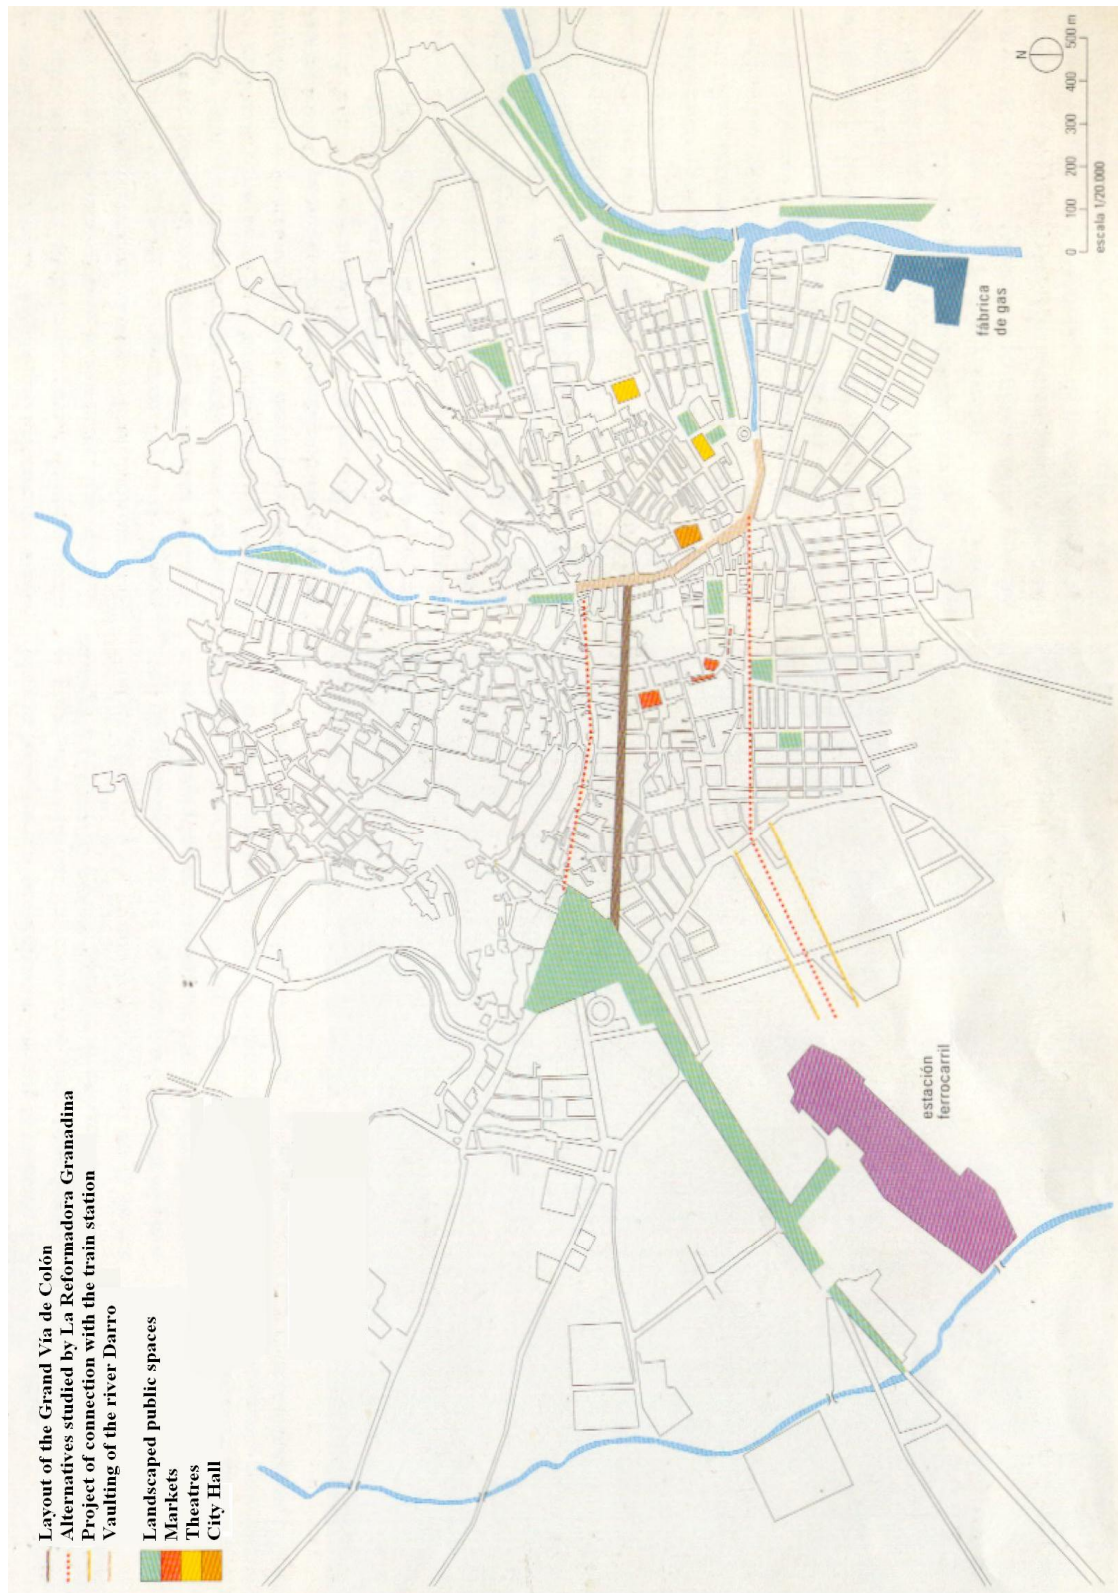 Layout of the Grand Vía de Colón
Alternatives studied by La Reformadora Granadina
Project of connection with the train station
Vaulting of the river Darro
Landscaped public spaces
Markets
Theatres
City Hall
estación
ferrocarril
fábrica
de gas
N
0 100 200 300 400 500 m
escala 1/20.000